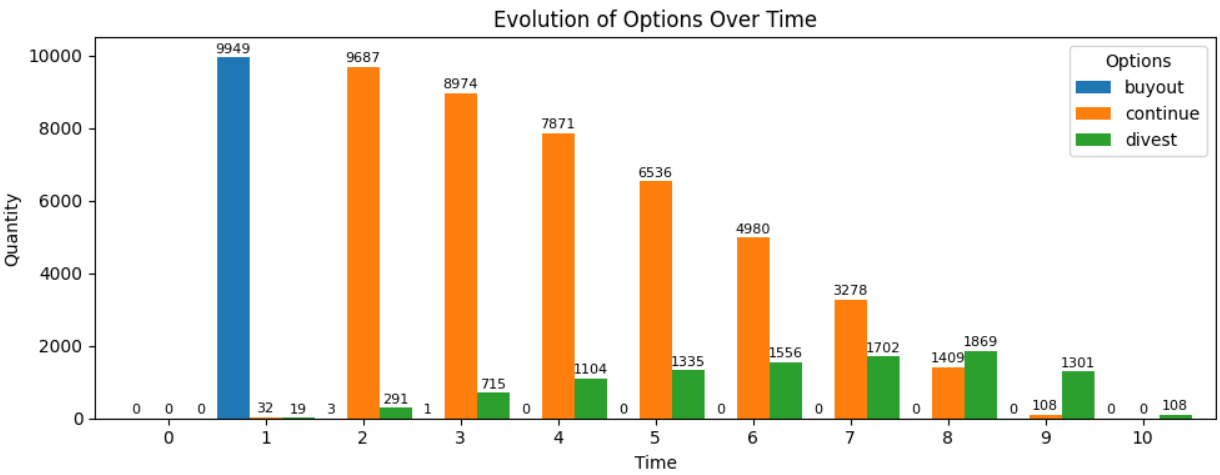 Evolution of Options Over Time
Options
buyout
continue
divest
Quantity
10000
8000
6000
4000
2000
0
0 0 0
9949 32 19
3 9687 291
1 8974 715
0 7871 1104
0 6536 1335
0 4980 1556
0 3278 1702
0 1409 1869
0 108 1301
0 0 108
0 1 2 3 4 5 6 7 8 9 10
Time